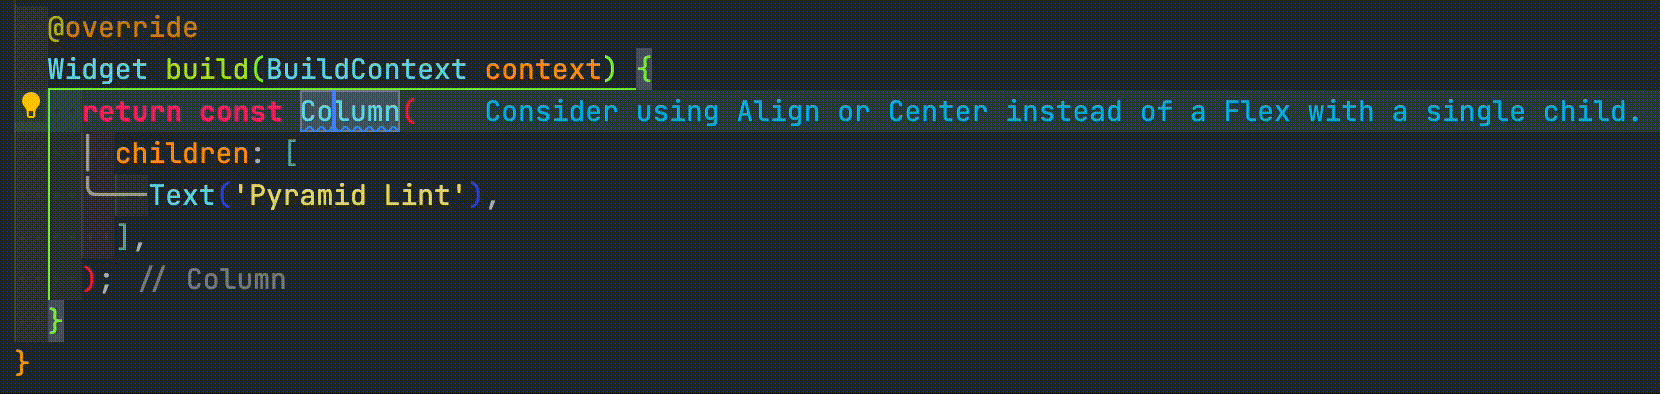 @override
Widget build(BuildContext context) {
return const Column( Consider using Align or Center instead of a Flex with a single child.
children: [
Text('Pyramid Lint'),
],
); // Column
}
}